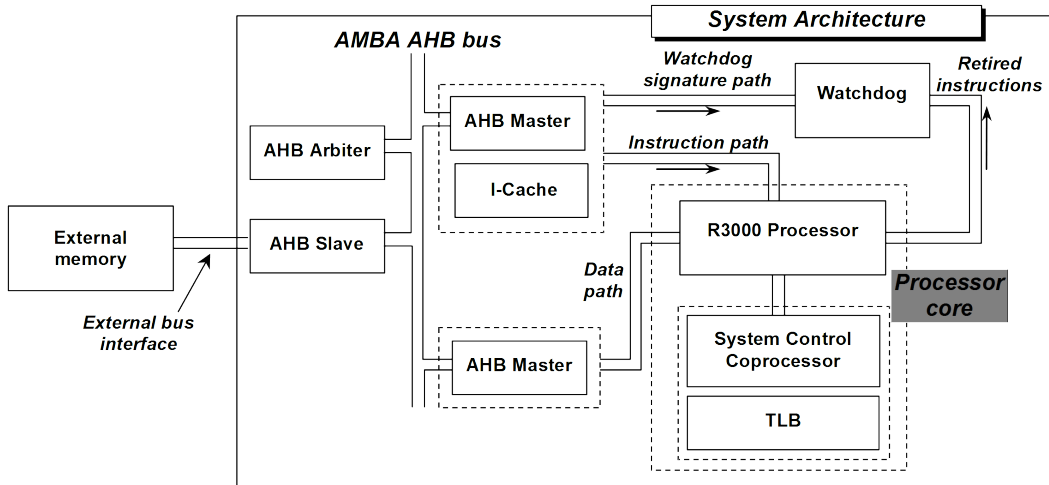 System Architecture
AMBA AHB bus
Watchdog
signature path
Retired
instructions
Watchdog
AHB Master
AHB Arbiter
Instruction path
I-Cache
External
memory
AHB Slave
R3000 Processor
Data
path
Processor
core
External bus
interface
System Control
Coprocessor
AHB Master
TLB